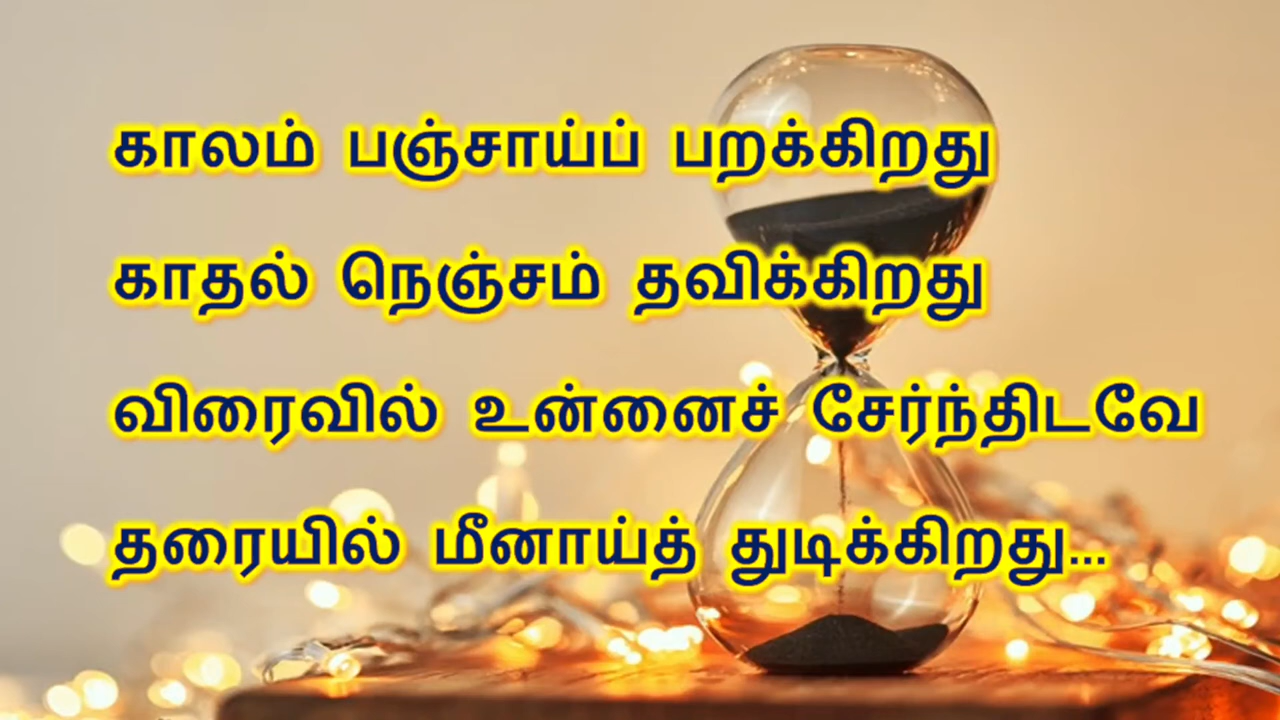 காலம் பஞ்சாய்ப் பறக்கிறது
காதல் நெஞ்சம் தவிக்கிறது
விரைவில் உன்னைச் சேர்ந்திடவே
தரையில் மீனாய்த் துடிக்கிறது...